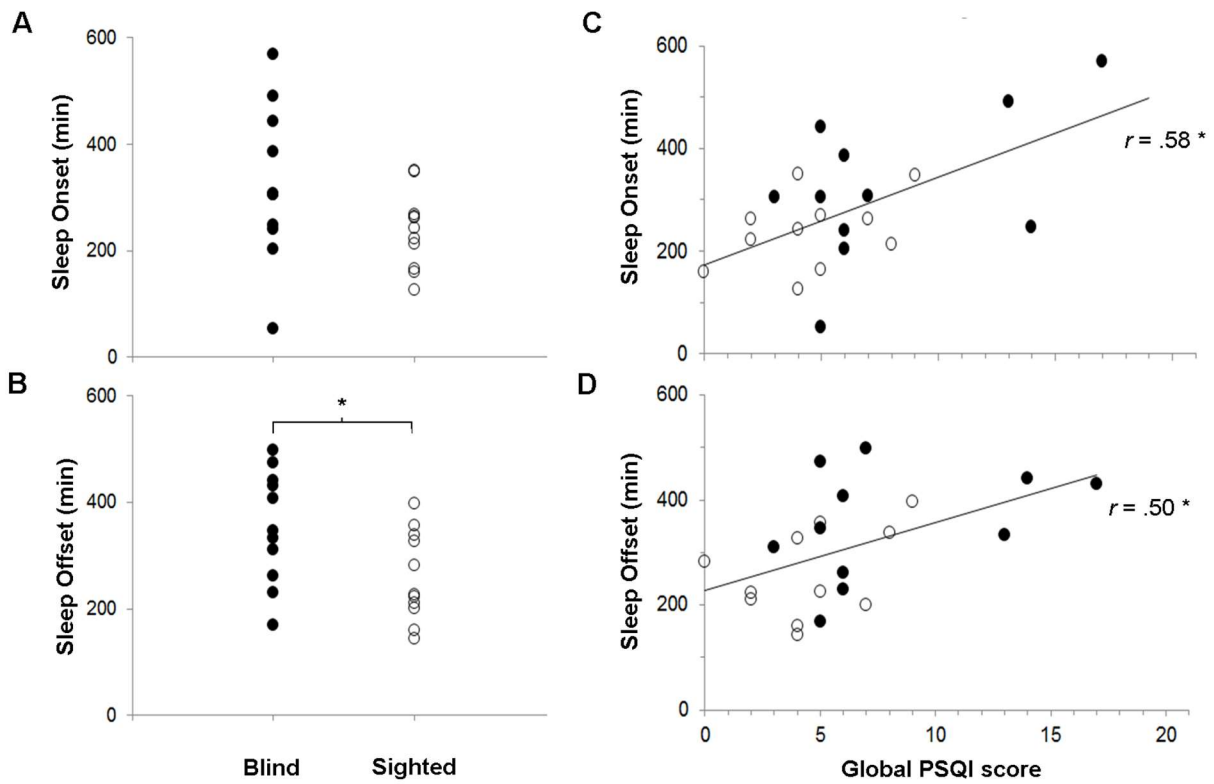 A
600
400
200
0
Sleep Onset (min)
B
600
400
200
0
Sleep Offset (min)
*
Blind
Sighted
C
600
400
200
0
Sleep Onset (min)
r = .58 *
D
600
400
200
0
Sleep Offset (min)
r = .50 *
0 5 10 15 20
Global PSQI score